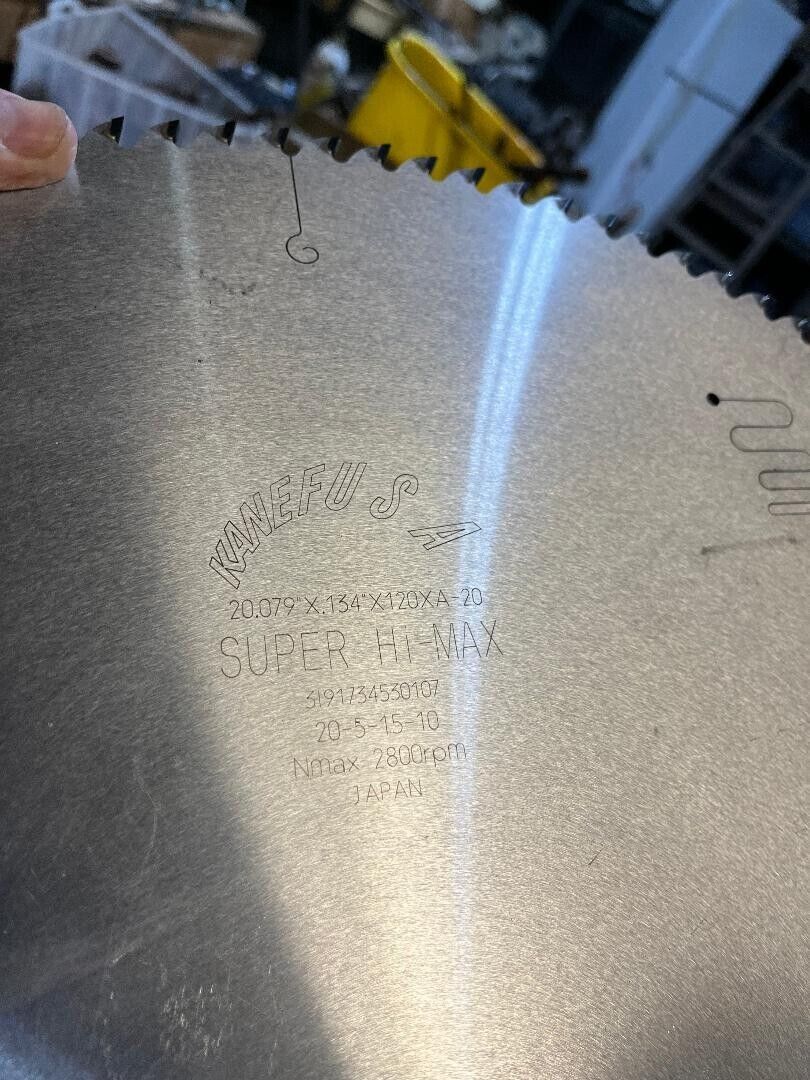 KANEFUSA
20.079"X.134"X120XA-20
SUPER HI-MAX
3191734530107
20-5-15-10
Nmax 2800rpm
JAPAN